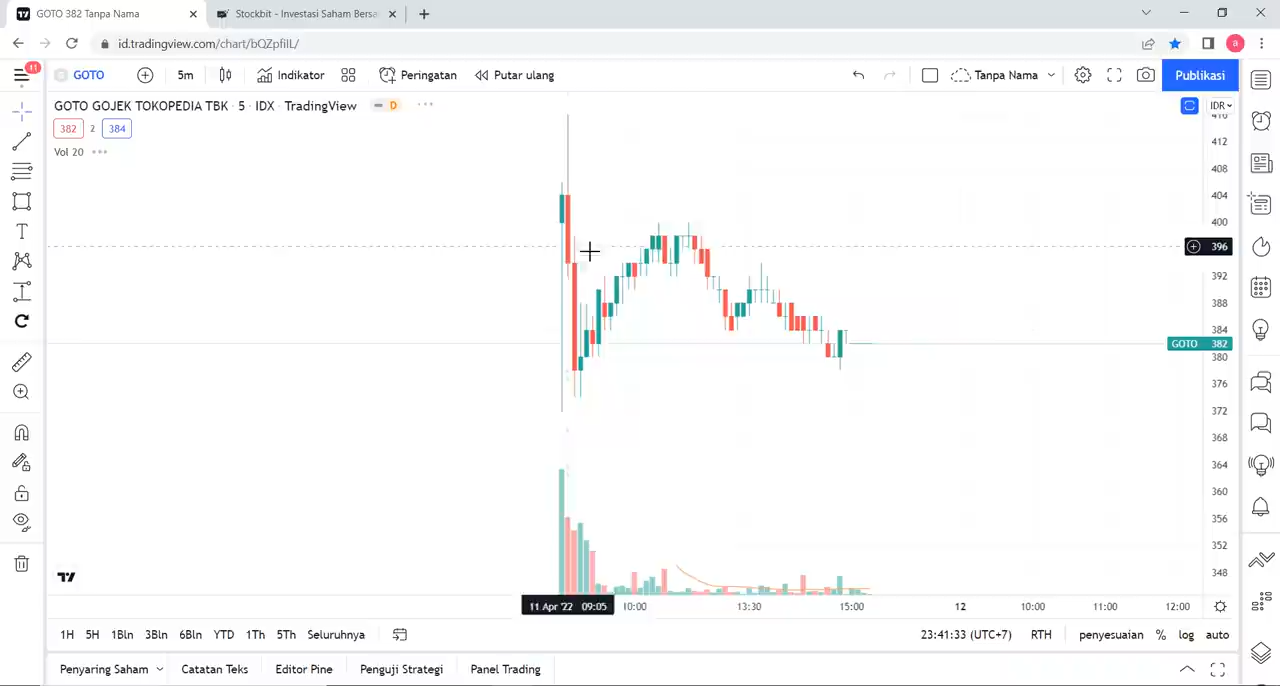 GOTO 382 Tanpa Nama
Stockbit - Investasi Saham Bersa
id.tradingview.com/chart/bQZpfiIL/
a
11
GOTO
5m
Indikator
Peringatan
Putar ulang
Tanpa Nama
Publikasi
GOTO GOJEK TOKOPEDIA TBK · 5 · IDX · TradingView
D
IDR
382 2 384
Vol 20
416
412
408
404
400
396
392
388
384
GOTO 382
380
376
372
368
364
360
356
352
348
11 Apr '22 09:05 10:00 13:30 15:00 12 10:00 11:00 12:00
1H 5H 1Bln 3Bln 6Bln YTD 1Th 5Th Seluruhnya
23:41:33 (UTC+7) RTH penyesuaian % log auto
Penyaring Saham Catatan Teks Editor Pine Penguji Strategi Panel Trading